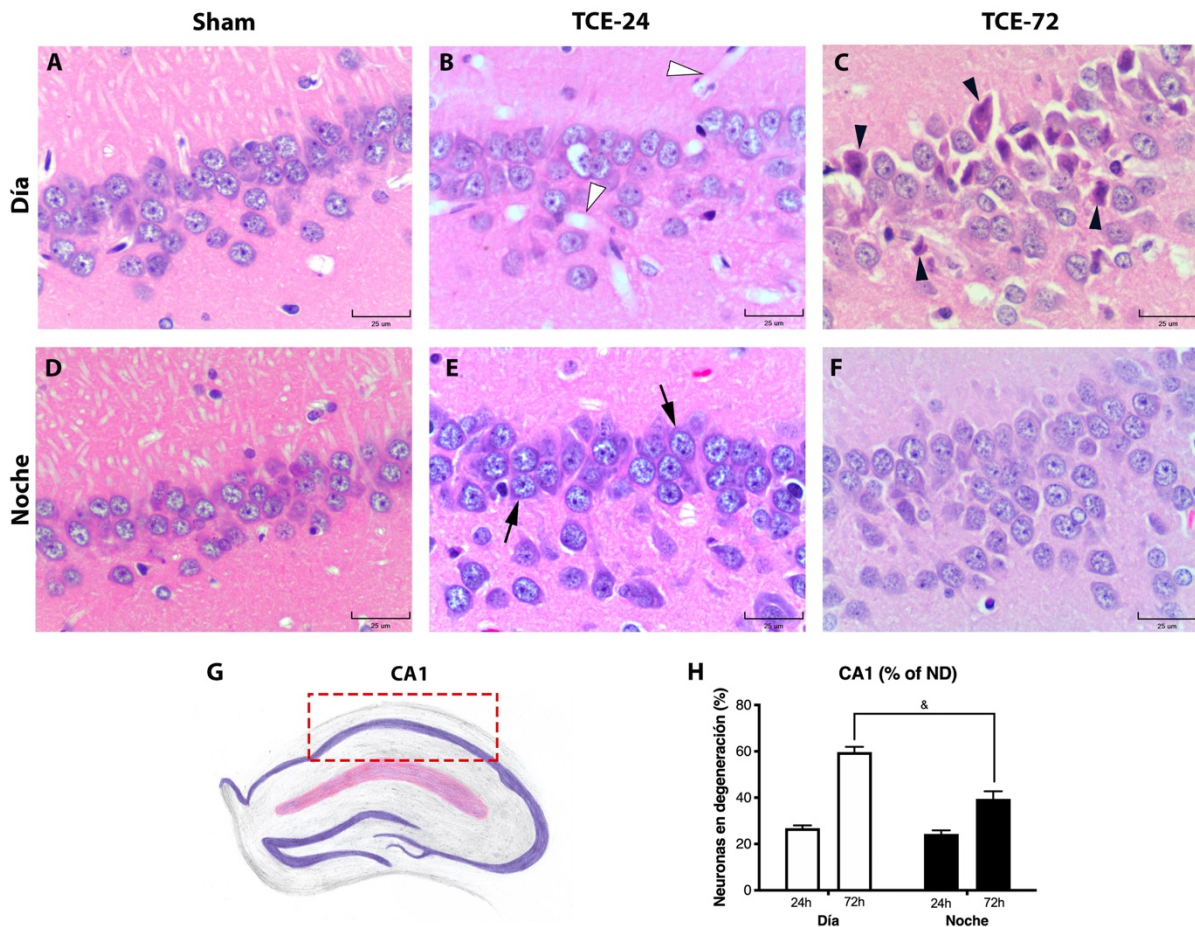 Sham TCE-24 TCE-72
Día
A
25 um
B
25 um
C
25 um
Noche
D
25 um
E
25 um
F
25 um
G CA1
H CA1 (% of ND)
Neuronas en degeneración (%)
80
60
40
20
0
&
24h 72h 24h 72h
Día Noche